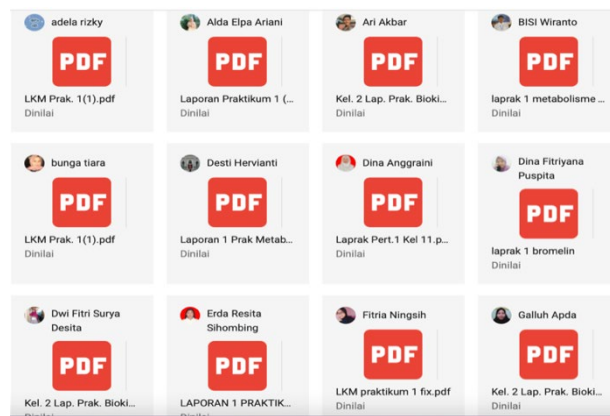 adela rizky
PDF
LKM Prak. 1(1).pdf
Dinilai
Alda Elpa Ariani
PDF
Laporan Praktikum 1 (...
Dinilai
Ari Akbar
PDF
Kel. 2 Lap. Prak. Bioki...
Dinilai
BISI Wiranto
PDF
laprak 1 metabolisme ...
Dinilai
bunga tiara
PDF
LKM Prak. 1(1).pdf
Dinilai
Desti Hervianti
PDF
Laporan 1 Prak Metab...
Dinilai
Dina Anggraini
PDF
Laprak Pert.1 Kel 11.p...
Dinilai
Dina Fitriyana
Puspita
PDF
laprak 1 bromelin
Dinilai
Dwi Fitri Surya
Desita
PDF
Kel. 2 Lap. Prak. Bioki...
Dinilai
Erda Resita
Sihombing
PDF
LAPORAN 1 PRAKTIK...
Dinilai
Fitria Ningsih
PDF
LKM praktikum 1 fix.pdf
Dinilai
Galluh Apda
PDF
Kel. 2 Lap. Prak. Bioki...
Dinilai